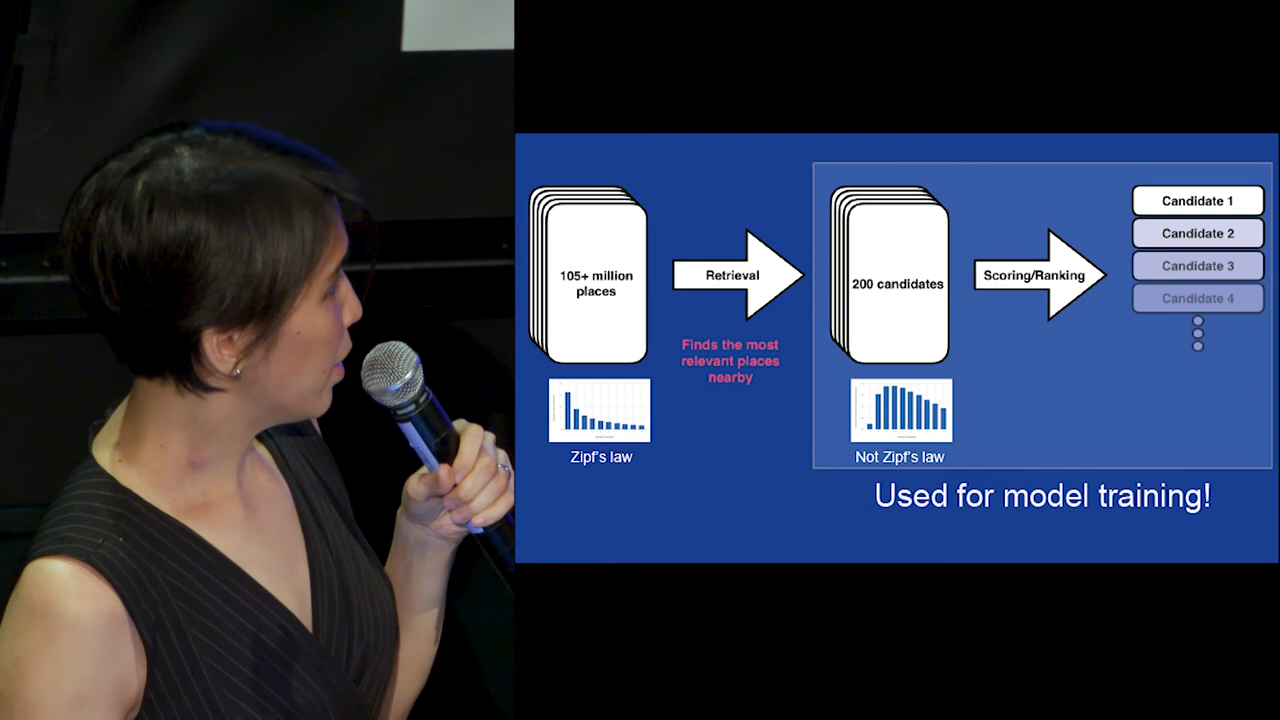 105+ million
places
Retrieval
Finds the most
relevant places
nearby
Zipf's law
200 candidates
Not Zipf's law
Scoring/Ranking
Candidate 1
Candidate 2
Candidate 3
Candidate 4
Used for model training!